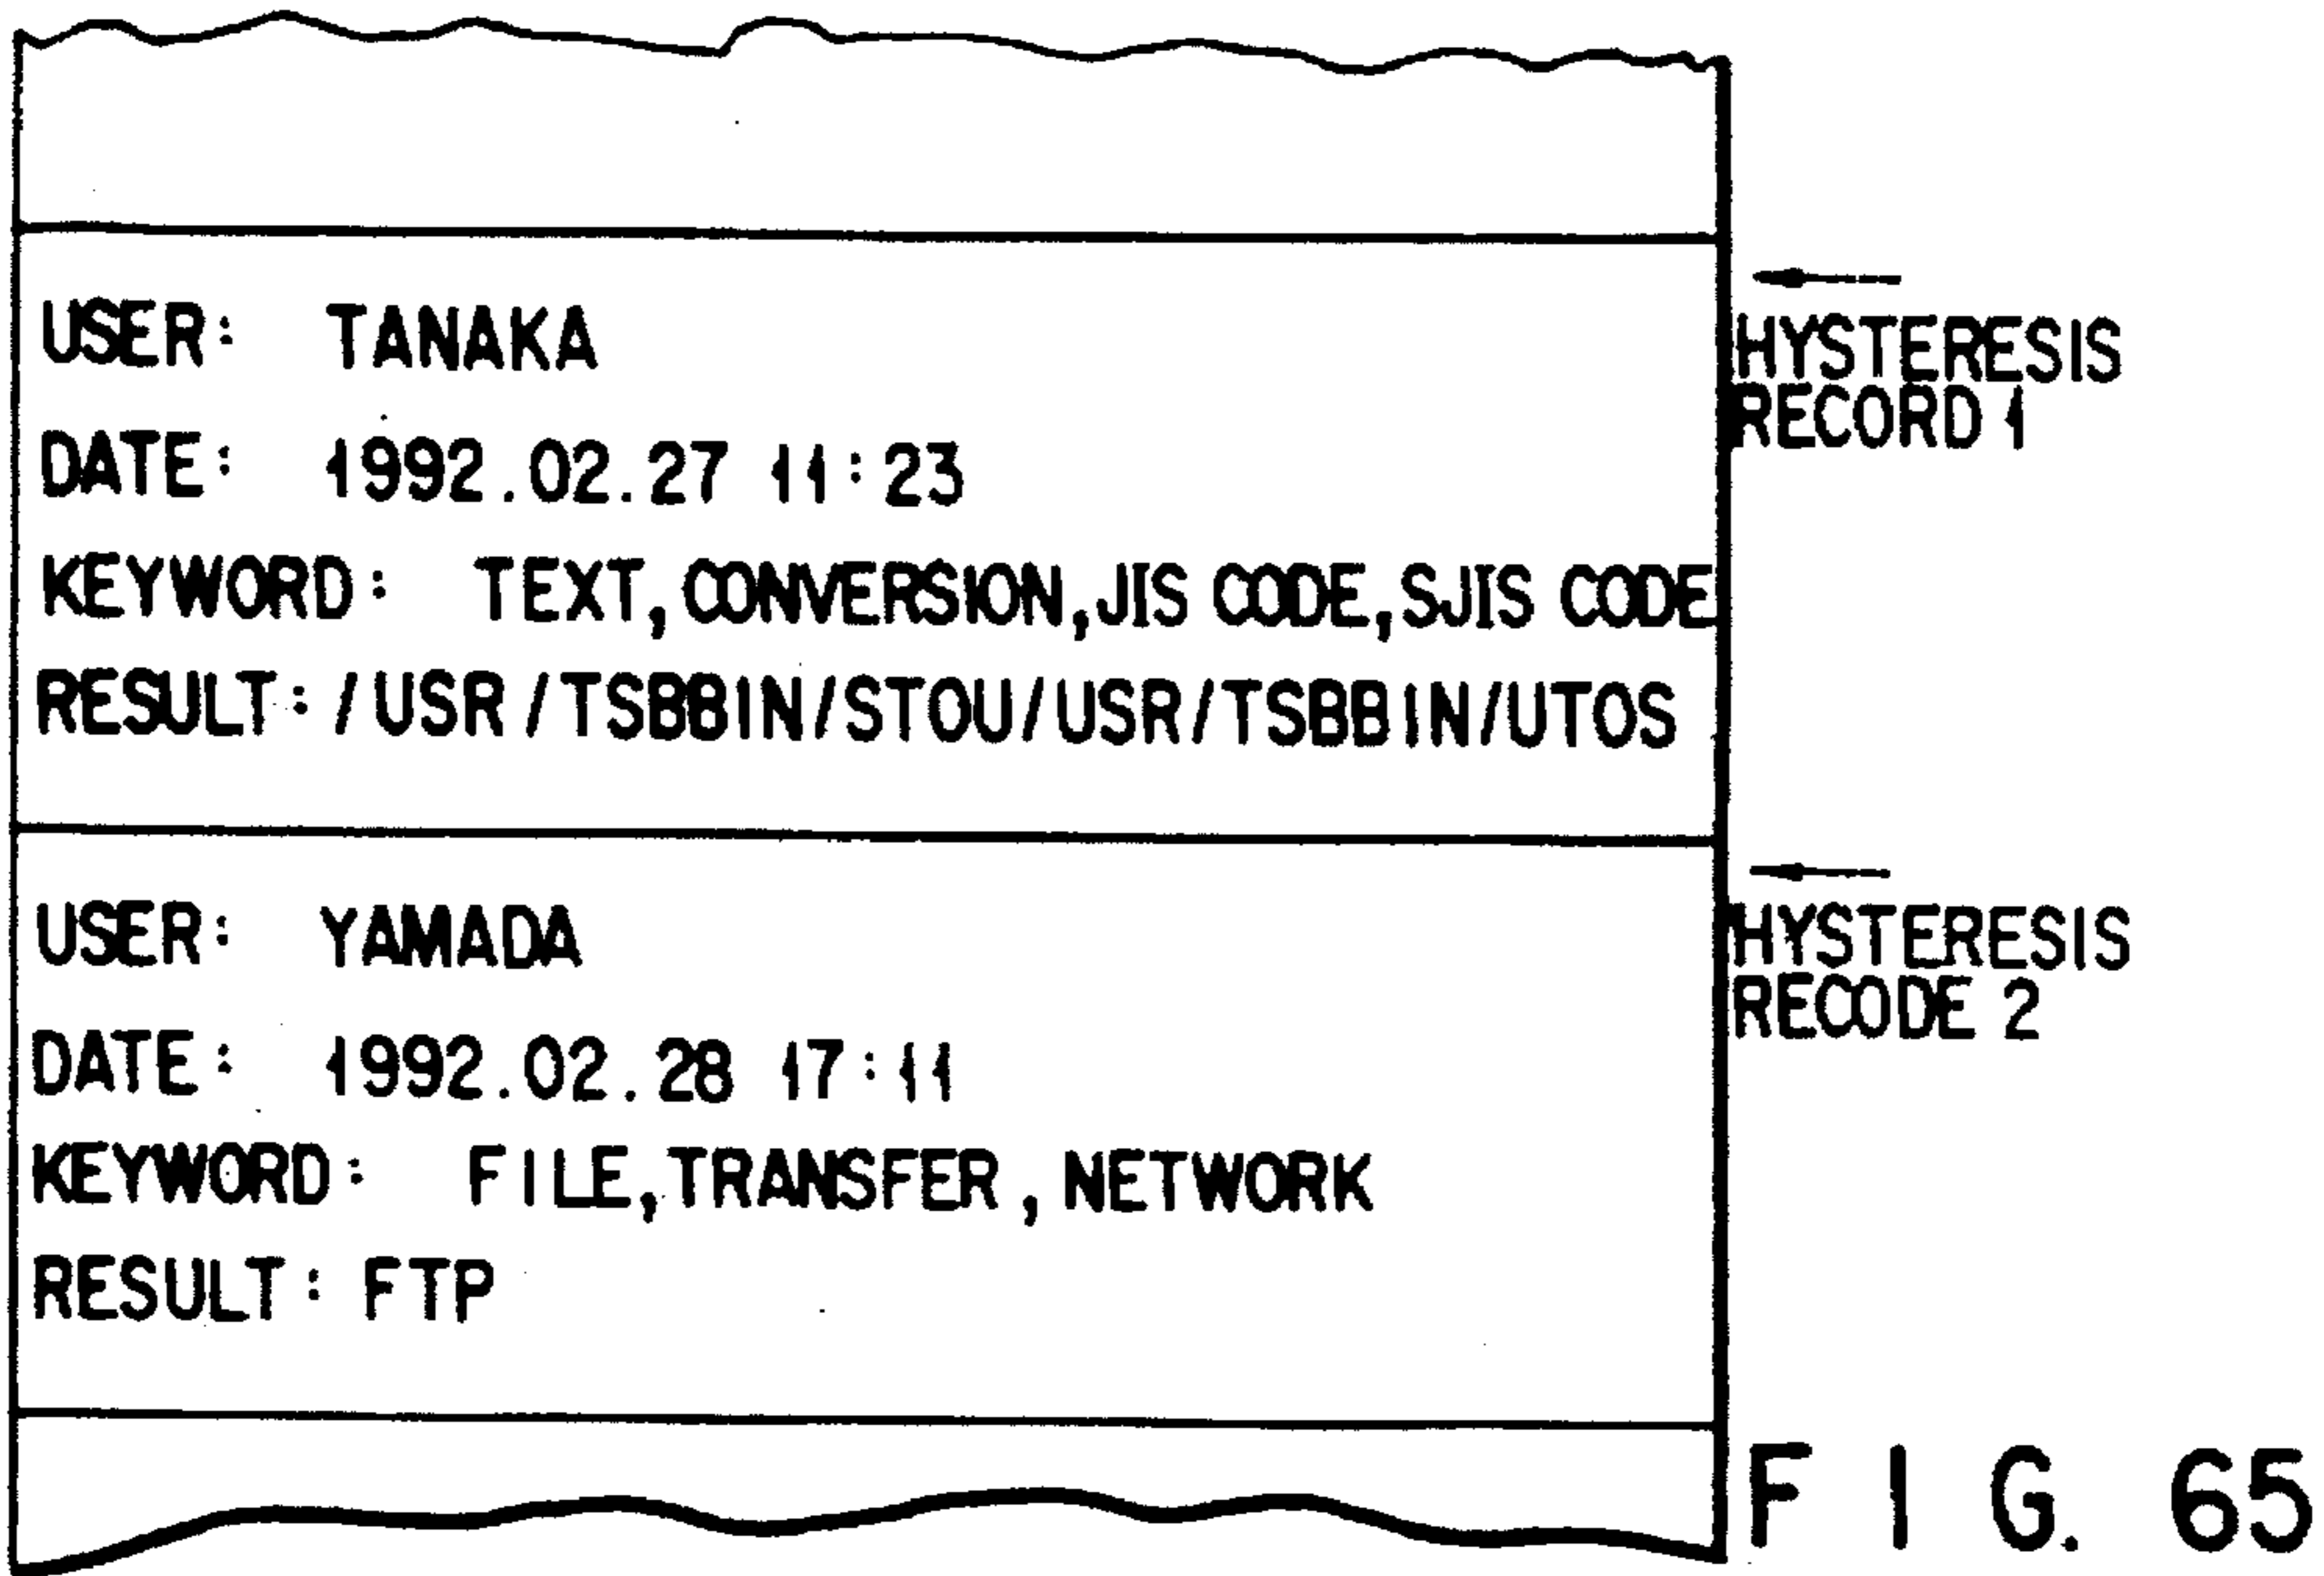 USER: TANAKA
HYSTERESIS
RECORD 1
DATE: 1992.02.27 11:23
KEYWORD: TEXT,CONVERSION,JIS CODE,SJIS CODE
RESULT: /USR/TSBBIN/STOU/USR/TSBBIN/UTOS
USER: YAMADA
HYSTERESIS
RECODE 2
DATE: 1992.02.28 17:11
KEYWORD: FILE,TRANSFER, NETWORK
RESULT: FTP
FIG. 65